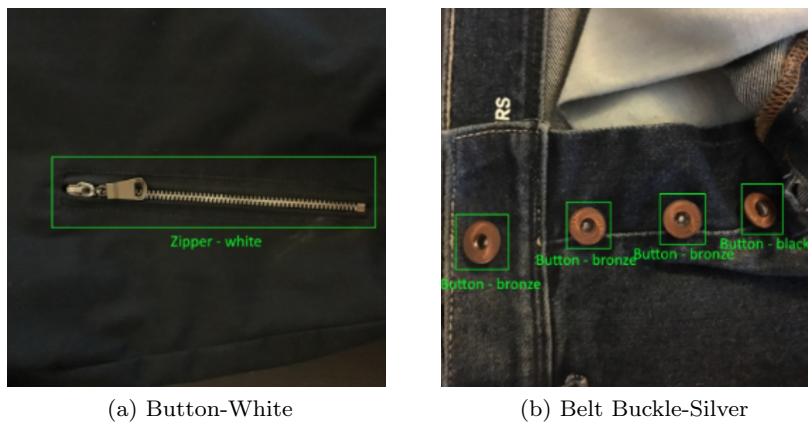 Zipper - white
RS
Button - black
Button - bronze
Button - bronze
Button - bronze
(a) Button-White
(b) Belt Buckle-Silver